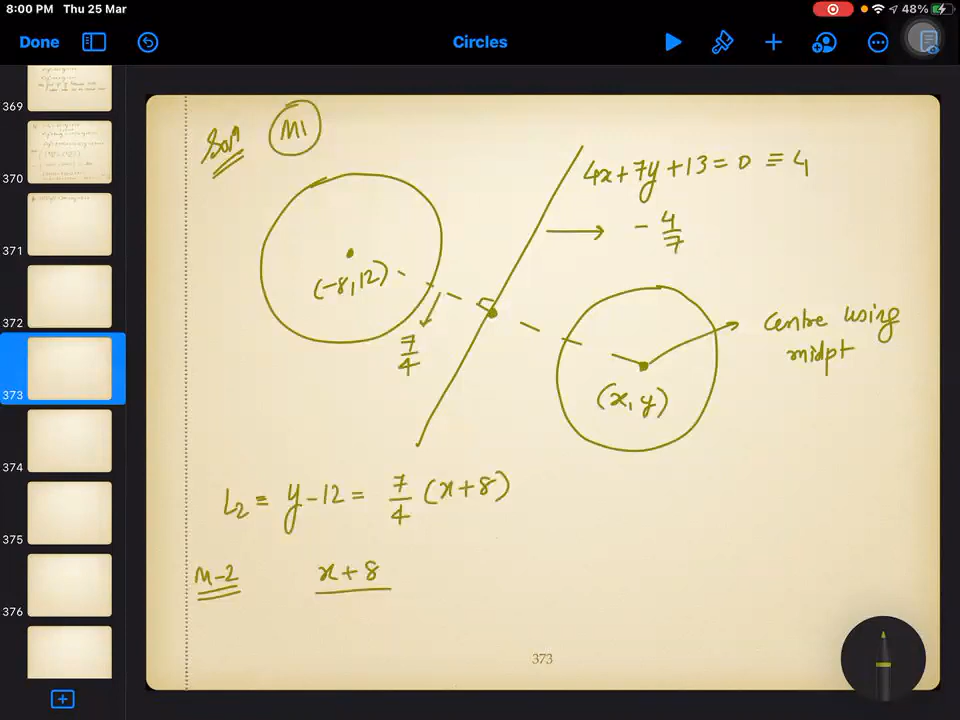 8:00 PM Thu 25 Mar
48%
Done
Circles
369
370
371
372
373
374
375
376
Solⁿ
M1
4x+7y+13=0 ≡ L1
→ -4/7
(-8,12)
7/4
centre using
midpt
(x, y)
L2 ≡ y-12 = 7/4 (x+8)
M-2
x+8
373